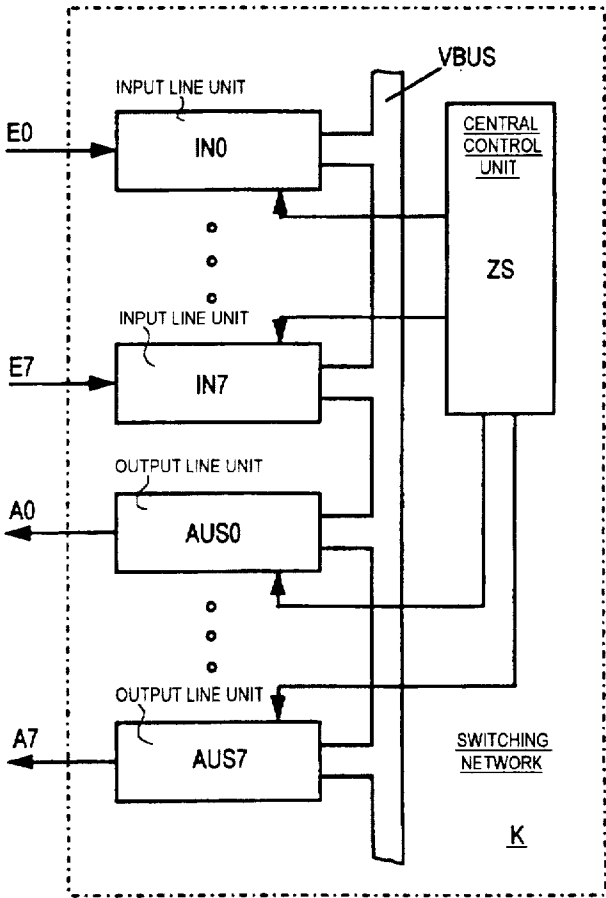 VBUS
INPUT LINE UNIT
E0
IN0
CENTRAL
CONTROL
UNIT
ZS
INPUT LINE UNIT
E7
IN7
OUTPUT LINE UNIT
A0
AUS0
OUTPUT LINE UNIT
A7
AUS7
SWITCHING
NETWORK
K